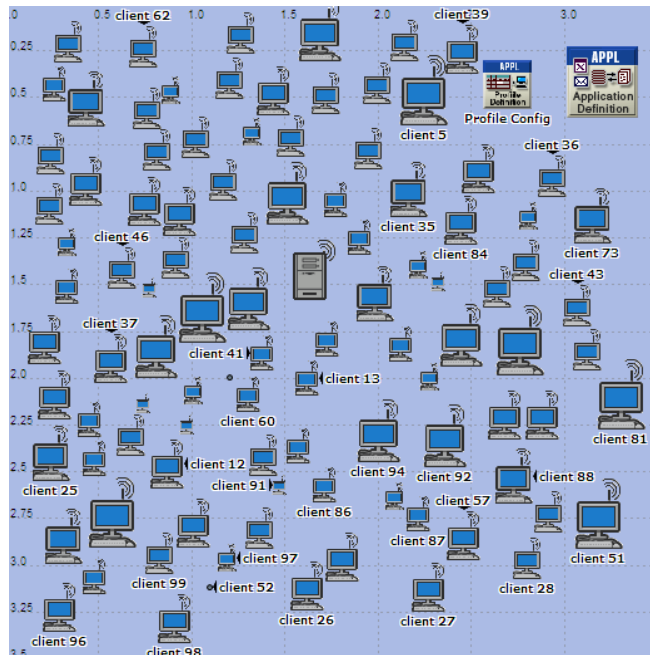 .0 0.5 1.0 1.5 2.0 3.0
client 62
client 39
0.25
APPL
Profile
Definition
Profile Config
APPL
Application
Definition
0.5
client 5
0.75
client 36
1.0
client 35
client 84
client 73
1.25
client 46
client 43
1.5
1.75
client 37
client 41
2.0
client 13
client 60
2.25
client 81
client 12
client 94
client 92
client 88
2.5
client 25
client 91
client 86
client 57
2.75
client 87
client 51
3.0
client 99
client 97
client 52
client 28
client 26
client 27
3.25
client 96
client 98
3.5